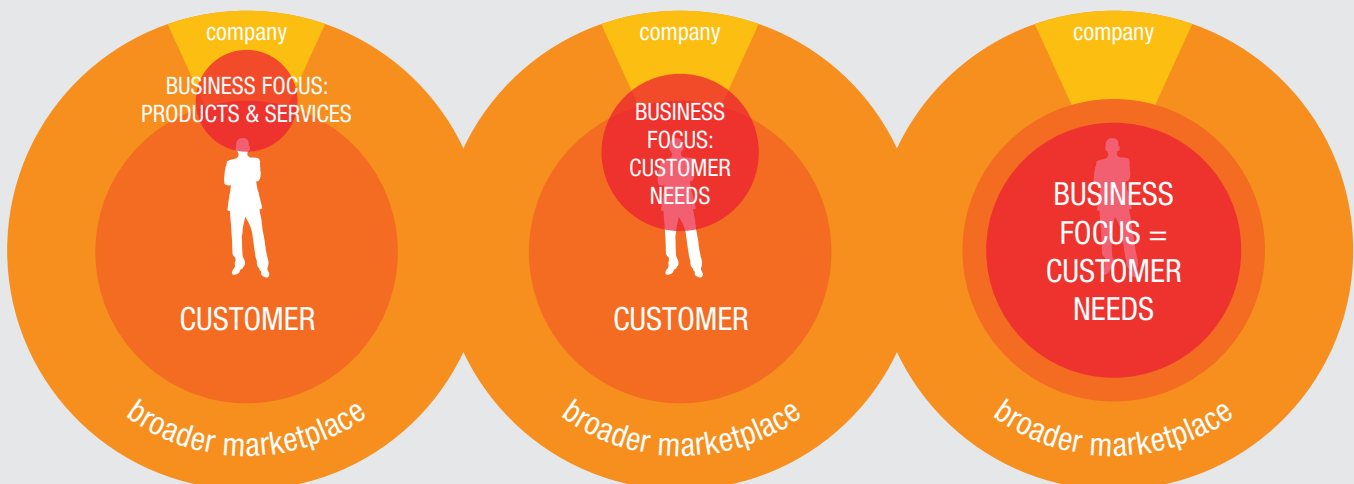 company
BUSINESS FOCUS:
PRODUCTS & SERVICES
CUSTOMER
broader marketplace
company
BUSINESS
FOCUS:
CUSTOMER
NEEDS
CUSTOMER
broader marketplace
company
BUSINESS
FOCUS =
CUSTOMER
NEEDS
broader marketplace